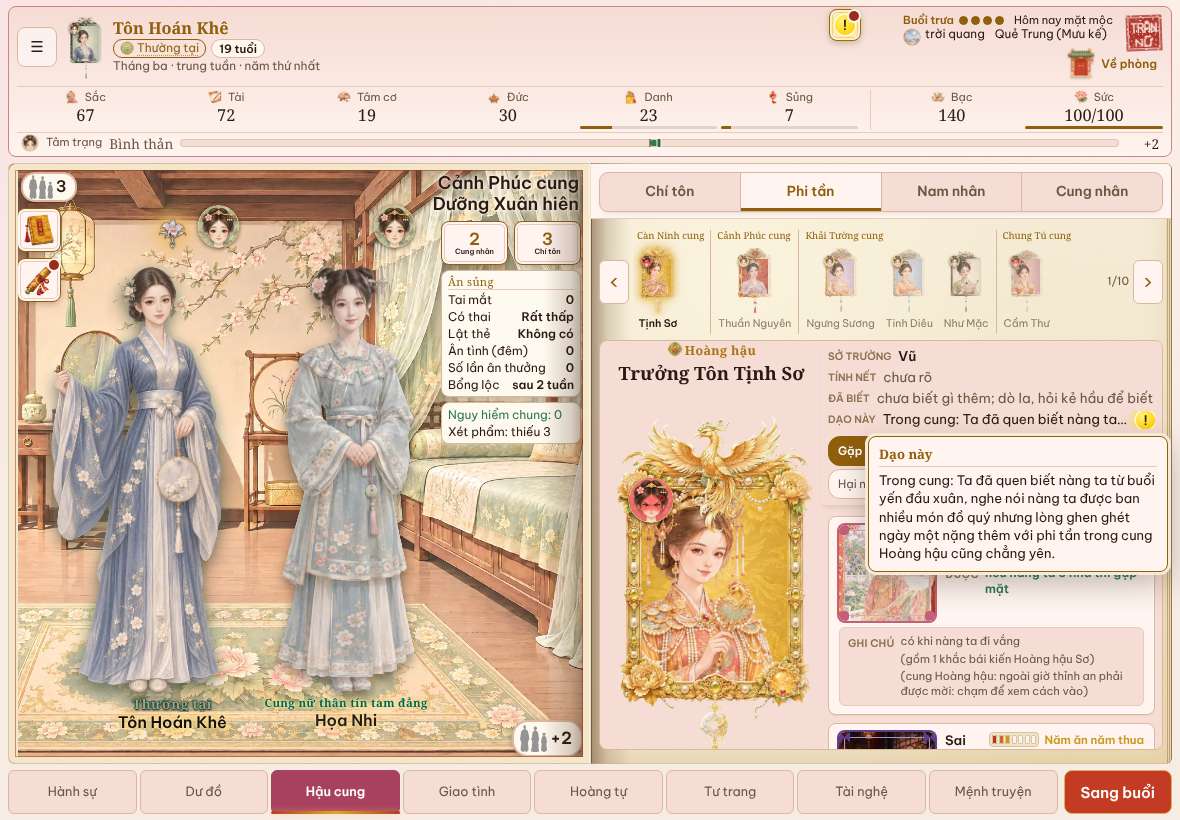 ☰
Tôn Hoán Khê
Thường tại
19 tuổi
Tháng ba · trung tuần · năm thứ nhất
!
Buổi trưa
Hôm nay mặt mộc
trời quang
Quẻ Trung (Mưu kế)
TRÂN NỮ
Về phòng
Sắc
67
Tài
72
Tâm cơ
19
Đức
30
Danh
23
Sủng
7
Bạc
140
Sức
100/100
Tâm trạng
Bình thản
+2
3
Cảnh Phúc cung
Dưỡng Xuân hiên
2
Cung nhân
3
Chí tôn
Ân sủng
Tai mắt 0
Có thai Rất thấp
Lật thẻ Không có
Ân tình (đêm) 0
Số lần ân thưởng 0
Bổng lộc sau 2 tuần
Nguy hiểm chung: 0
Xét phẩm: thiếu 3
Thường tại
Tôn Hoán Khê
Cung nữ thân tín tam đẳng
Họa Nhi
+2
Chí tôn
Phi tần
Nam nhân
Cung nhân
Càn Ninh cung
Cảnh Phúc cung
Khải Tường cung
Chung Tú cung
1/10
Tịnh Sơ
Thuần Nguyên
Ngưng Sương
Tinh Diêu
Như Mặc
Cẩm Thư
Hoàng hậu
Trưởng Tôn Tịnh Sơ
SỞ TRƯỜNG Vũ
TÍNH NẾT chưa rõ
ĐÃ BIẾT chưa biết gì thêm; dò la, hỏi kẻ hầu để biết
DẠO NÀY Trong cung: Ta đã quen biết nàng ta...
!
Gặp
Hại n
Dạo này
Trong cung: Ta đã quen biết nàng ta từ buổi
yến đầu xuân, nghe nói nàng ta được ban
nhiều món đồ quý nhưng lòng ghen ghét
ngày một nặng thêm với phi tần trong cung
Hoàng hậu cũng chẳng yên.
mặt
GHI CHÚ
có khi nàng ta đi vắng
(gồm 1 khắc bái kiến Hoàng hậu Sơ)
(cung Hoàng hậu: ngoài giờ thỉnh an phải
được mời: chạm để xem cách vào)
Sai
Năm ăn năm thua
Hành sự
Dự đồ
Hậu cung
Giao tình
Hoàng tự
Tư trang
Tài nghệ
Mệnh truyện
Sang buổi